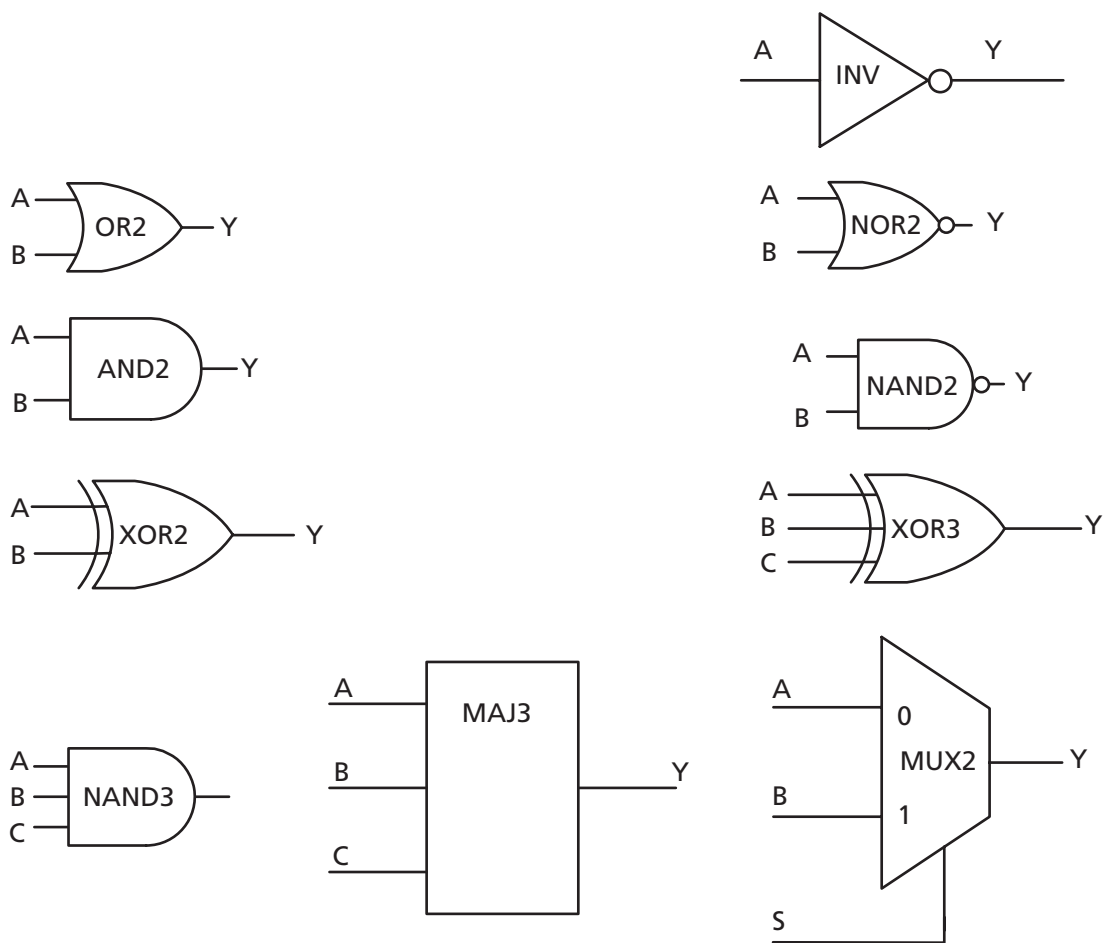 A INV Y
A
B OR2 Y
A
B NOR2 Y
A
B AND2 Y
A
B NAND2 Y
A
B XOR2 Y
A
B XOR3 Y
C
A
B NAND3
C
A MAJ3
B Y
C
A 0
MUX2 Y
B 1
S